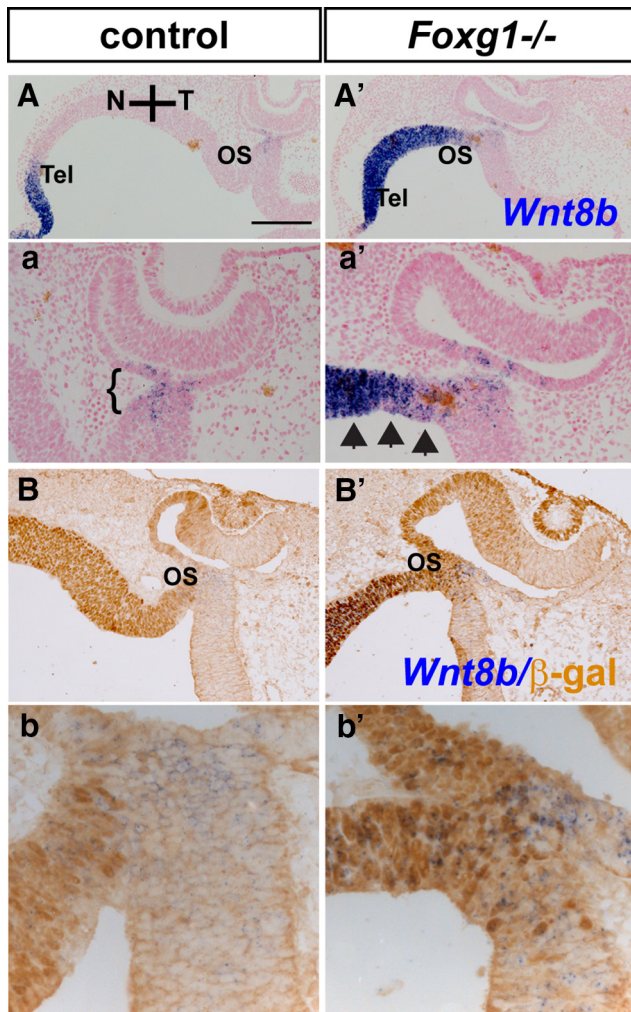 control
Foxg1-/-
A
N T
Tel
OS
A'
OS
Tel
Wnt8b
a
{
a'
B
OS
B'
OS
Wnt8b/β-gal
b
b'